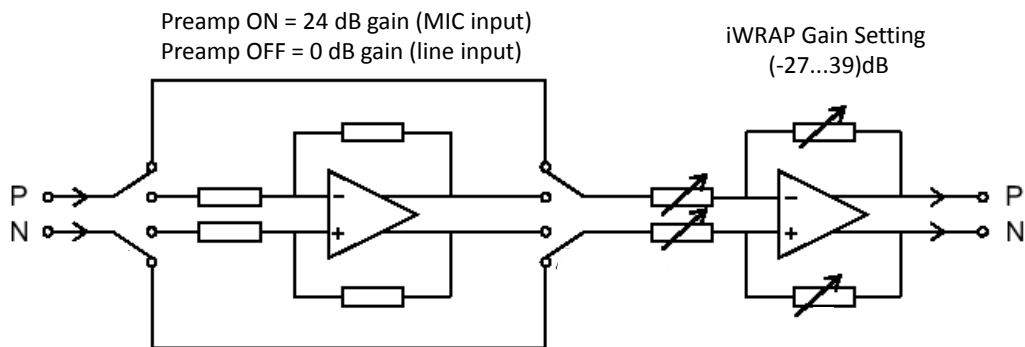 Preamp ON = 24 dB gain (MIC input)
Preamp OFF = 0 dB gain (line input)
iWRAP Gain Setting
(-27...39)dB
P
N
−
+
−
+
P
N